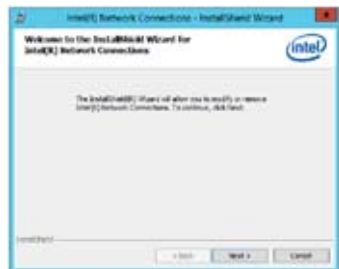 Intel(R) Network Connections - InstallShield Wizard
Welcome to the InstallShield Wizard for
Intel(R) Network Connections
intel
The InstallShield(R) Wizard will allow you to modify or remove
Intel(R) Network Connections. To continue, click Next.
InstallShield
< Back
Next >
Cancel